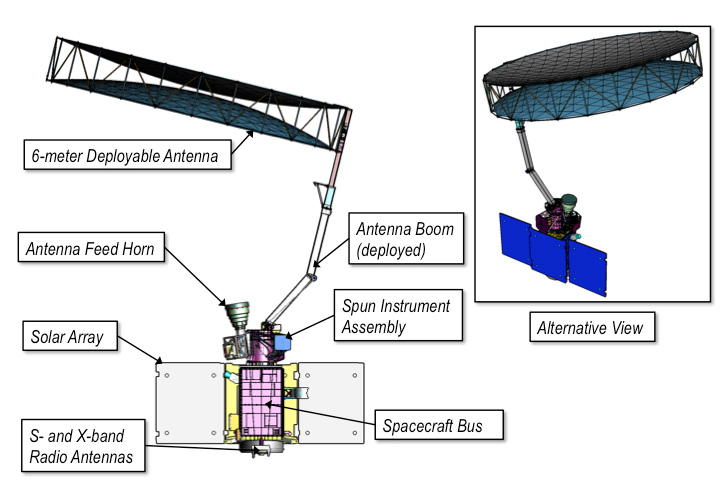 6-meter Deployable Antenna
Antenna Boom
(deployed)
Antenna Feed Horn
Spun Instrument
Assembly
Alternative View
Solar Array
S- and X-band
Radio Antennas
Spacecraft Bus